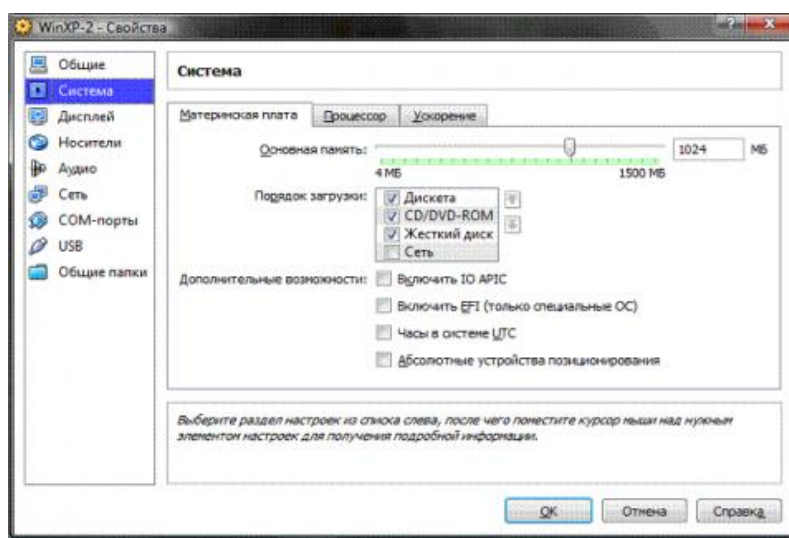 WinXP-2 - Свойства
Общие
Система
Дисплей
Носители
Аудио
Сеть
COM-порты
USB
Общие папки
Система
Материнская плата Процессор Ускорение
Основная память: 1024 МБ
4 МБ 1500 МБ
Порядок загрузки: Дискета
CD/DVD-ROM
Жесткий диск
Сеть
Дополнительные возможности: Включить IO APIC
Включить EFI (только специальные ОС)
Часы в системе UTC
Абсолютные устройства позиционирования
Выберите раздел настроек из списка слева, после чего поместите курсор мыши над нужным
элементом настроек для получения подробной информации.
OK Отмена Справка